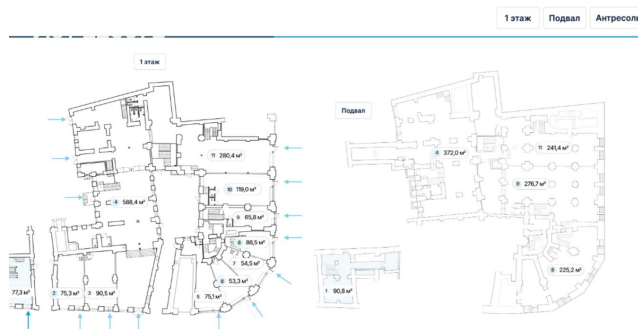 1 этаж Подвал Антресоль
1 этаж
Подвал
11 280,4 м²
10 119,0 м²
4 588,4 м²
65,8 м²
8 86,5 м²
7 54,5 м²
6 53,3 м²
5 75,1 м²
77,3 м²
2 75,3 м²
3 90,5 м²
4 372,0 м²
11 241,4 м²
9 276,7 м²
225,2 м²
1 90,8 м²